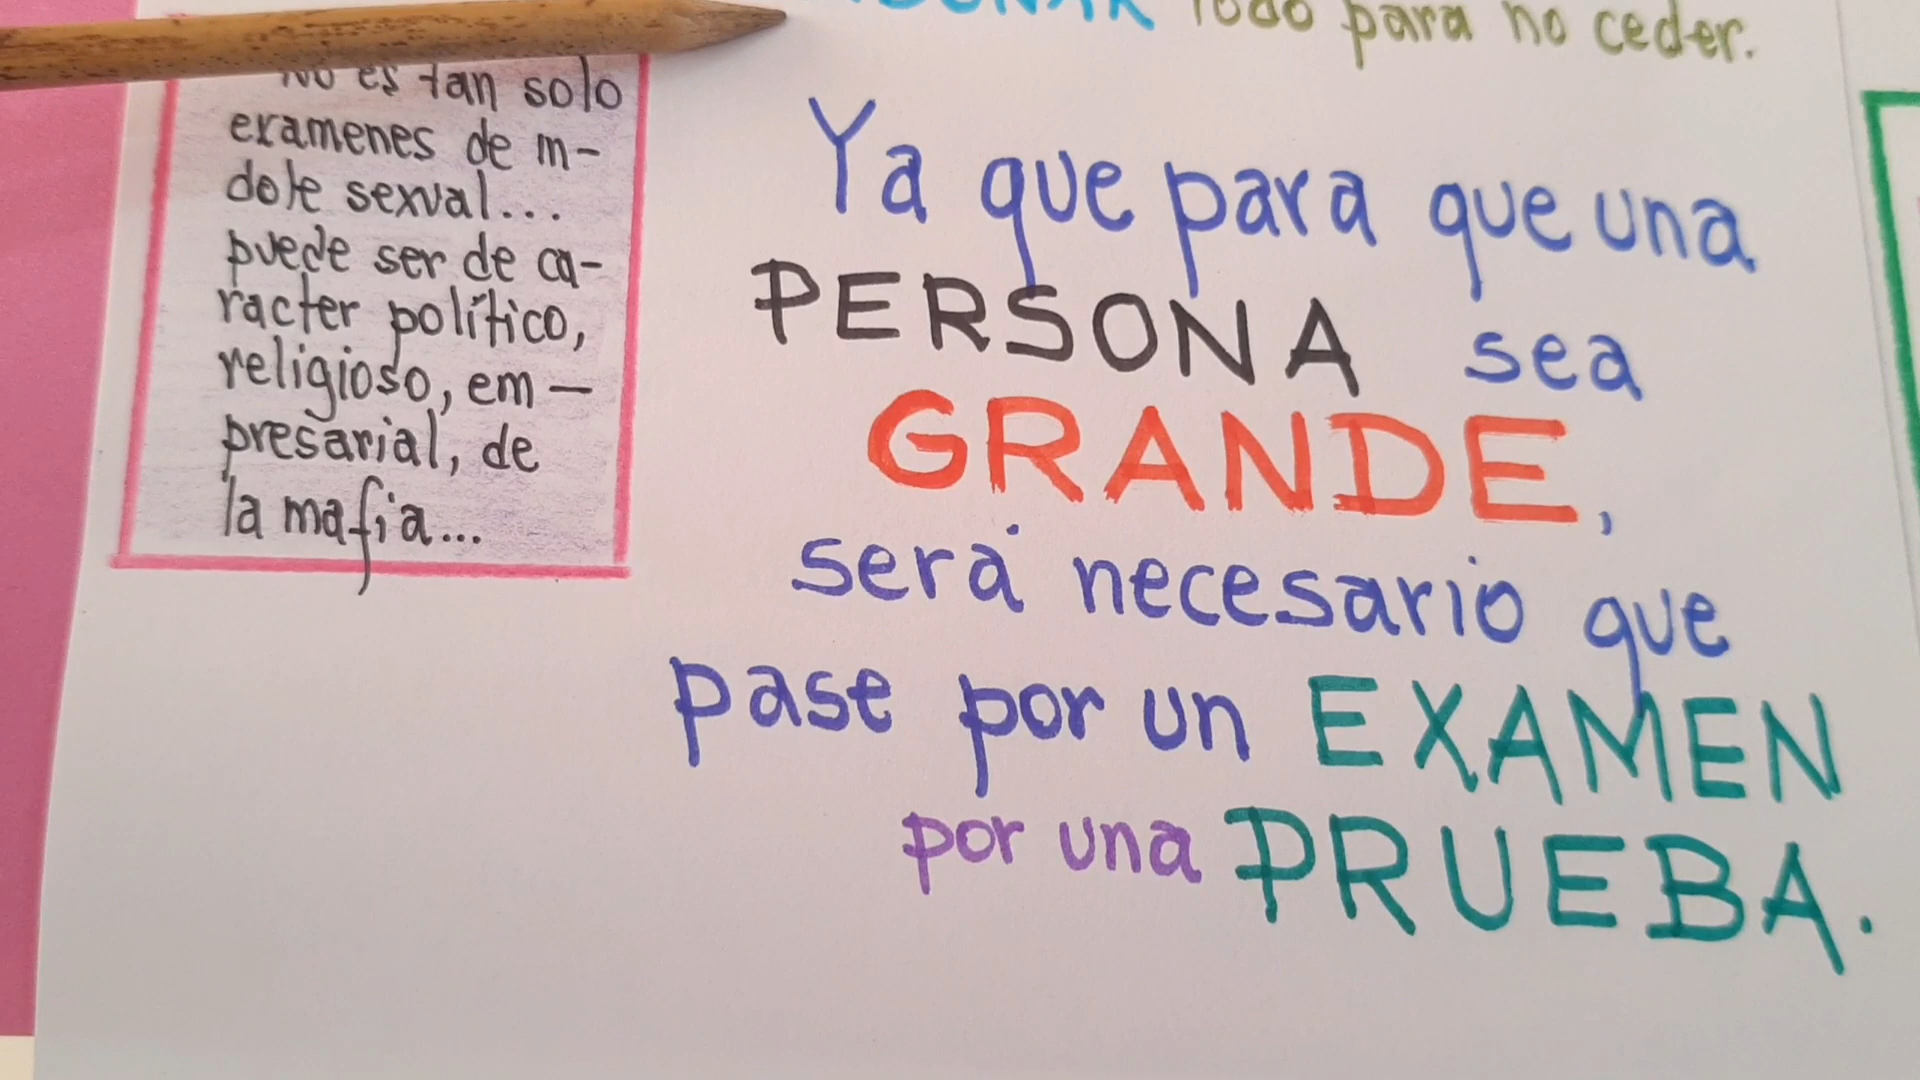 Todo para no ceder.
No es tan solo
examenes de ín-
dole sexual...
puede ser de ca-
racter político,
religioso, em-
presarial, de
la mafia...
Ya que para que una
PERSONA sea
GRANDE,
será necesario que
pase por un EXAMEN
por una PRUEBA.